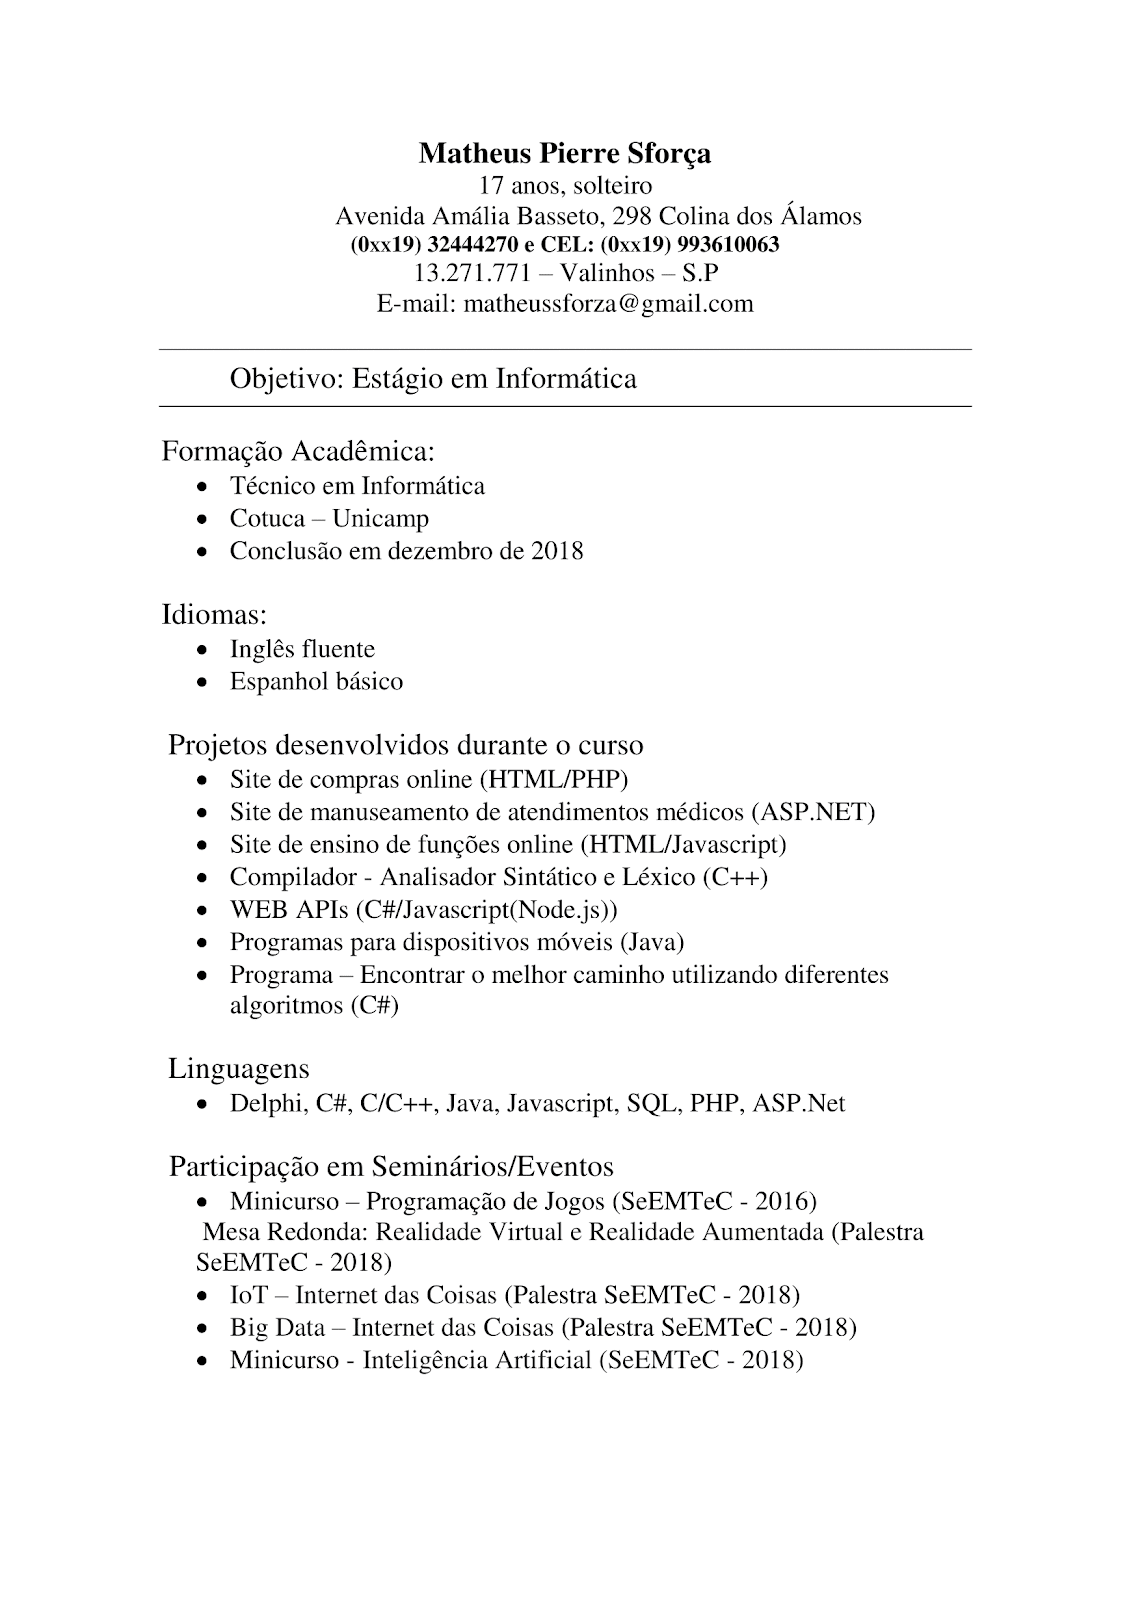 Matheus Pierre Sforça
17 anos, solteiro
Avenida Amália Basseto, 298 Colina dos Álamos
(0xx19) 32444270 e CEL: (0xx19) 993610063
13.271.771 – Valinhos – S.P
E-mail: matheussforza@gmail.com
Objetivo: Estágio em Informática
Formação Acadêmica:
• Técnico em Informática
• Cotuca – Unicamp
• Conclusão em dezembro de 2018
Idiomas:
• Inglês fluente
• Espanhol básico
Projetos desenvolvidos durante o curso
• Site de compras online (HTML/PHP)
• Site de manuseamento de atendimentos médicos (ASP.NET)
• Site de ensino de funções online (HTML/Javascript)
• Compilador - Analisador Sintático e Léxico (C++)
• WEB APIs (C#/Javascript(Node.js))
• Programas para dispositivos móveis (Java)
• Programa – Encontrar o melhor caminho utilizando diferentes
algoritmos (C#)
Linguagens
• Delphi, C#, C/C++, Java, Javascript, SQL, PHP, ASP.Net
Participação em Seminários/Eventos
• Minicurso – Programação de Jogos (SeEMTeC - 2016)
Mesa Redonda: Realidade Virtual e Realidade Aumentada (Palestra
SeEMTeC - 2018)
• IoT – Internet das Coisas (Palestra SeEMTeC - 2018)
• Big Data – Internet das Coisas (Palestra SeEMTeC - 2018)
• Minicurso - Inteligência Artificial (SeEMTeC - 2018)